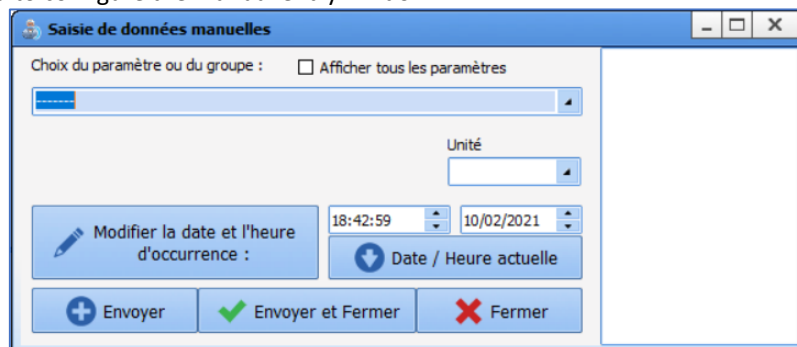 Saisie de données manuelles
Choix du paramètre ou du groupe : Afficher tous les paramètres
-------
Unité
Modifier la date et l'heure
d'occurrence :
18:42:59 10/02/2021
Date / Heure actuelle
Envoyer Envoyer et Fermer Fermer